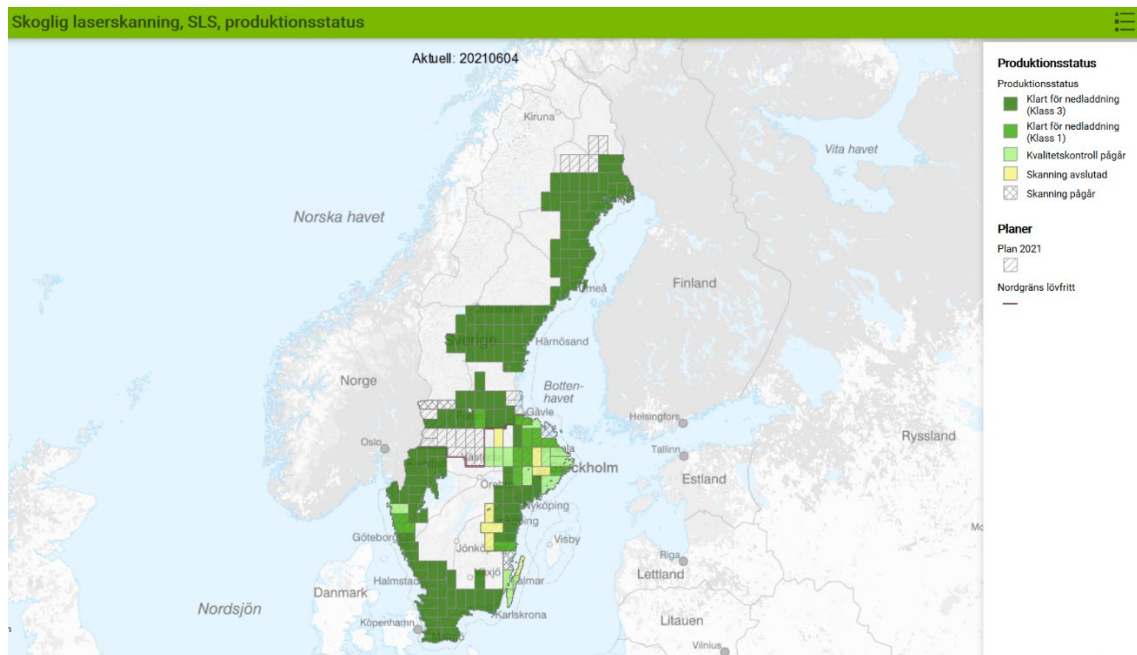 Skoglig laserskanning, SLS, produktionsstatus
Aktuell: 20210604
Kiruna
Vita havet
Norska havet
Finland
Umeå
Sverige
Härnösand
Norge
Botten-
havet
Gävle
Helsingfors
Oslo
Tallinn
Ryssland
Stockholm
Estland
Nyköping
Göteborg
Jönkö
Visby
Riga
Växjö
Lettland
Halmstad
Kalmar
Danmark
Nordsjön
Karlskrona
Köpenhamn
Litauen
Vilnius
Produktionsstatus
Produktionsstatus
Klart för nedladdning
(Klass 3)
Klart för nedladdning
(Klass 1)
Kvalitetskontroll pågår
Skanning avslutad
Skanning pågår
Planer
Plan 2021
Nordgräns lövfritt